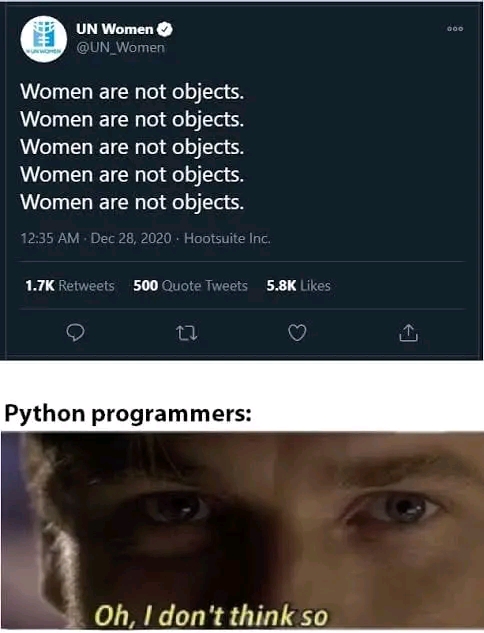 UN Women
@UN_Women
Women are not objects.
Women are not objects.
Women are not objects.
Women are not objects.
Women are not objects.
12:35 AM · Dec 28, 2020 · Hootsuite Inc.
1.7K Retweets 500 Quote Tweets 5.8K Likes
Python programmers:
Oh, I don't think so